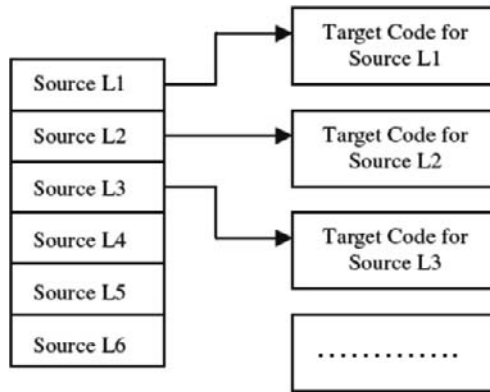 Source L1
Source L2
Source L3
Source L4
Source L5
Source L6
Target Code for
Source L1
Target Code for
Source L2
Target Code for
Source L3
..............